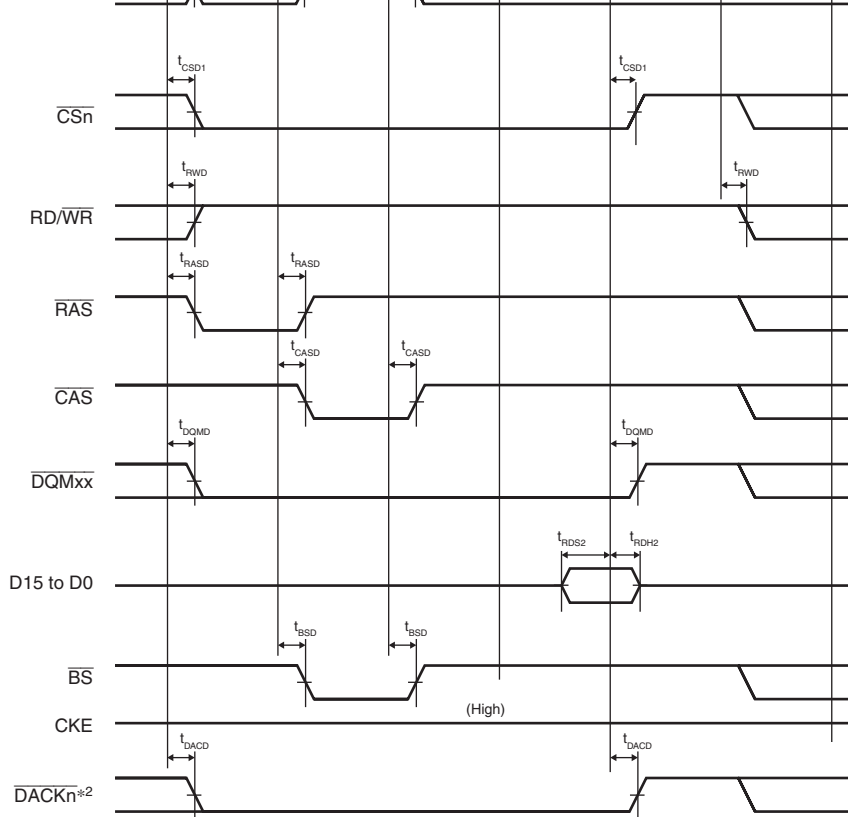 tCSD1 tCSD1
CSn
tRWD tRWD
RD/WR
tRASD tRASD
RAS
tCASD tCASD
CAS
tDQMD tDQMD
DQMxx
tRDS2 tRDH2
D15 to D0
tBSD tBSD
BS
(High)
CKE
tDACD tDACD
DACKn*2